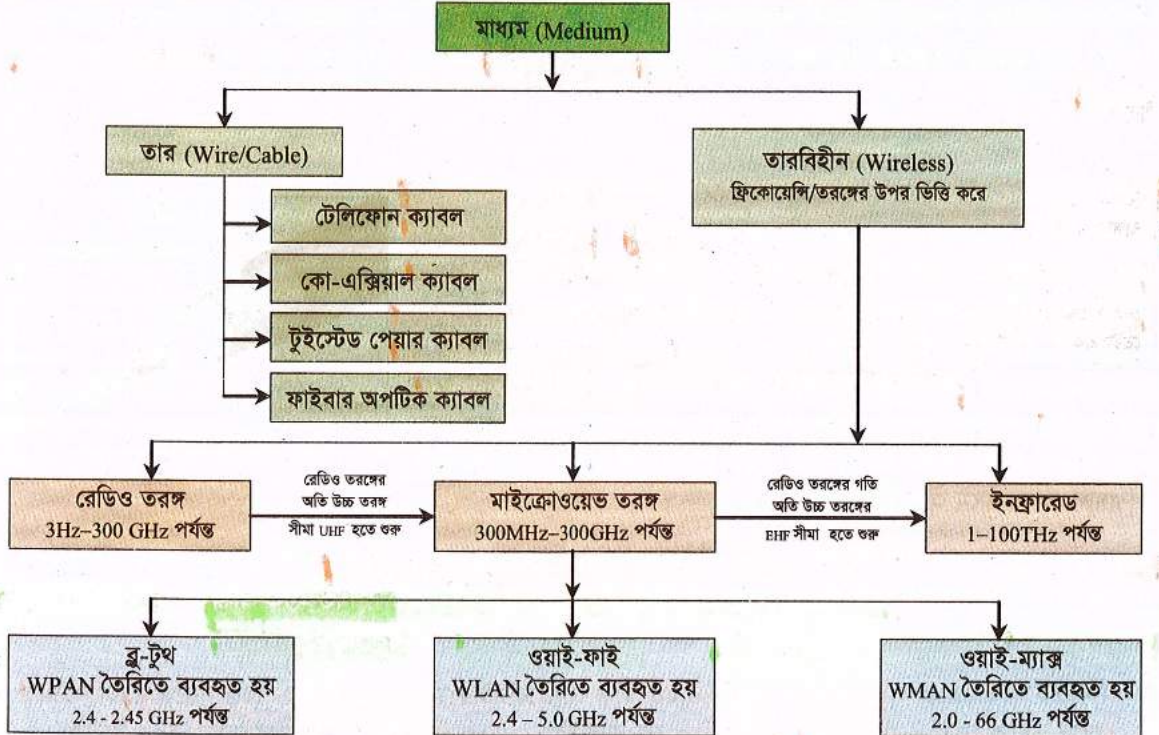 মাধ্যম (Medium)
তার (Wire/Cable)
তারবিহীন (Wireless)
ফ্রিকোয়েন্সি/তরঙ্গের উপর ভিত্তি করে
টেলিফোন ক্যাবল
কো-এক্সিয়াল ক্যাবল
টুইস্টেড পেয়ার ক্যাবল
ফাইবার অপটিক ক্যাবল
রেডিও তরঙ্গ
3Hz–300 GHz পর্যন্ত
রেডিও তরঙ্গের
অতি উচ্চ তরঙ্গ
সীমা UHF হতে শুরু
মাইক্রোওয়েভ তরঙ্গ
300MHz–300GHz পর্যন্ত
রেডিও তরঙ্গের গতি
অতি উচ্চ তরঙ্গের
EHF সীমা হতে শুরু
ইনফ্রারেড
1–100THz পর্যন্ত
ব্লু-টুথ
WPAN তৈরিতে ব্যবহৃত হয়
2.4 - 2.45 GHz পর্যন্ত
ওয়াই-ফাই
WLAN তৈরিতে ব্যবহৃত হয়
2.4 – 5.0 GHz পর্যন্ত
ওয়াই-ম্যাক্স
WMAN তৈরিতে ব্যবহৃত হয়
2.0 - 66 GHz পর্যন্ত